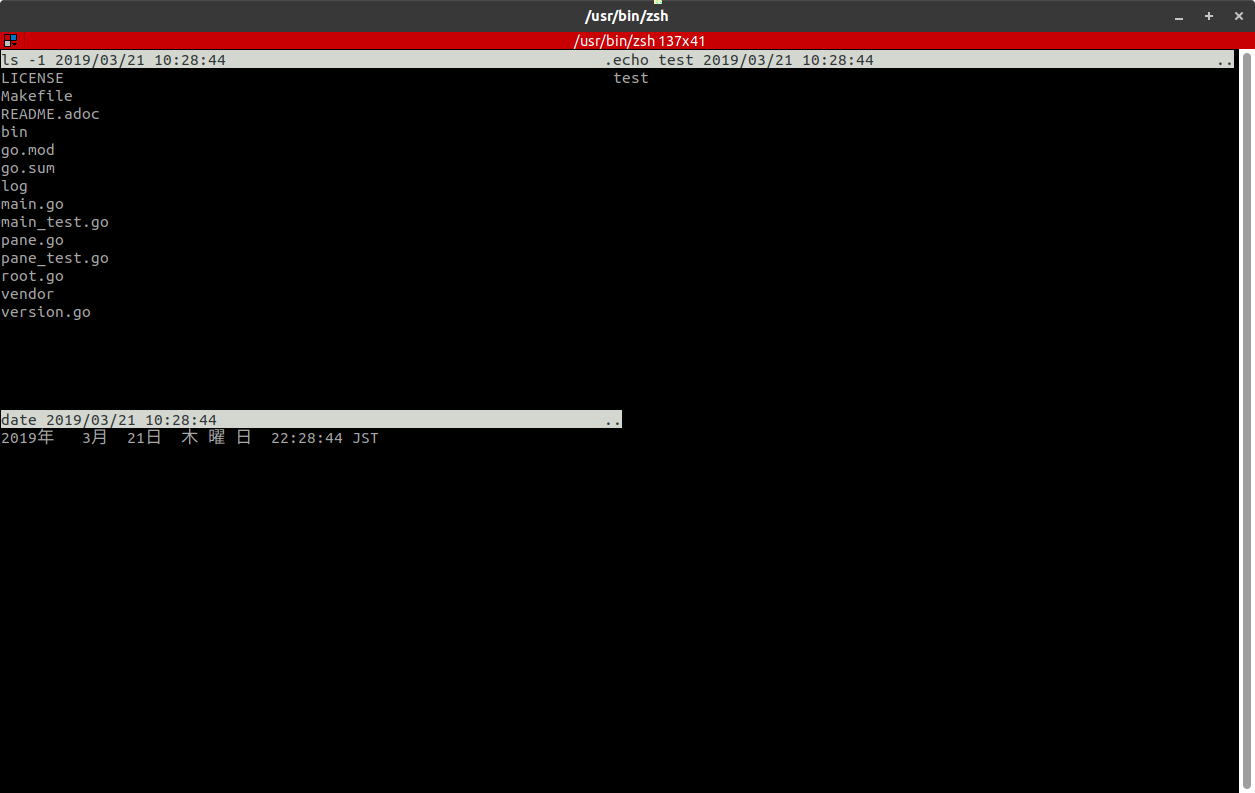 /usr/bin/zsh
/usr/bin/zsh 137x41
ls -1 2019/03/21 10:28:44 .echo test 2019/03/21 10:28:44 ..
LICENSE test
Makefile
README.adoc
bin
go.mod
go.sum
log
main.go
main_test.go
pane.go
pane_test.go
root.go
vendor
version.go
date 2019/03/21 10:28:44 ..
2019年 3月 21日 木 曜 日 22:28:44 JST